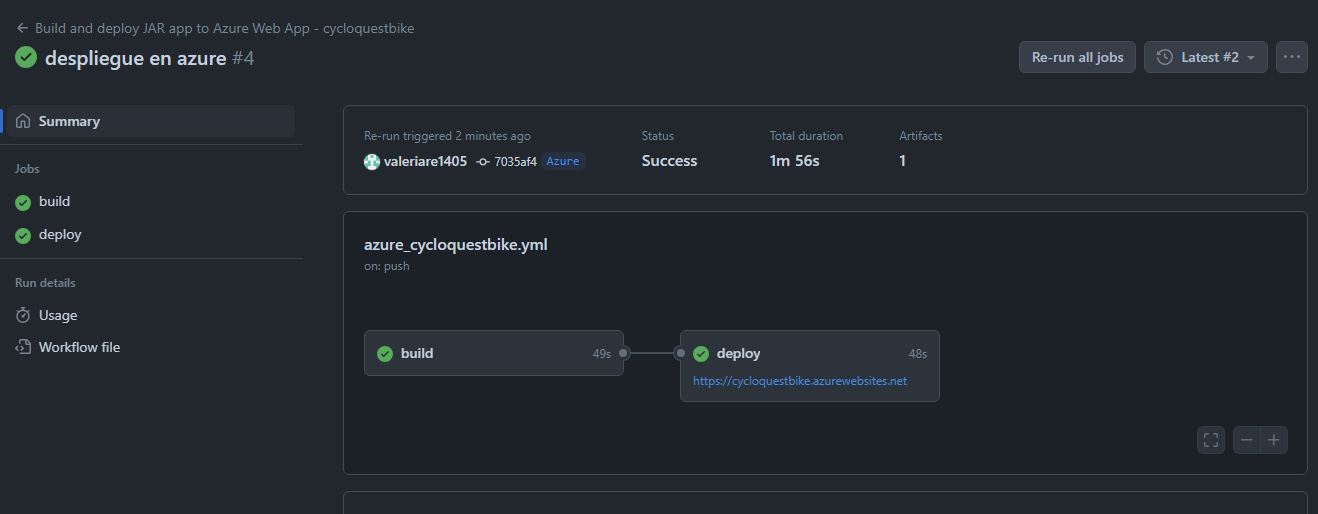 Build and deploy JAR app to Azure Web App - cycloquestbike
despliegue en azure #4
Re-run all jobs
Latest #2
Summary
Jobs
build
deploy
Run details
Usage
Workflow file
Re-run triggered 2 minutes ago
valeriare1405 7035af4 Azure
Status
Success
Total duration
1m 56s
Artifacts
1
azure_cycloquestbike.yml
on: push
build 49s
deploy 48s
https://cycloquestbike.azurewebsites.net